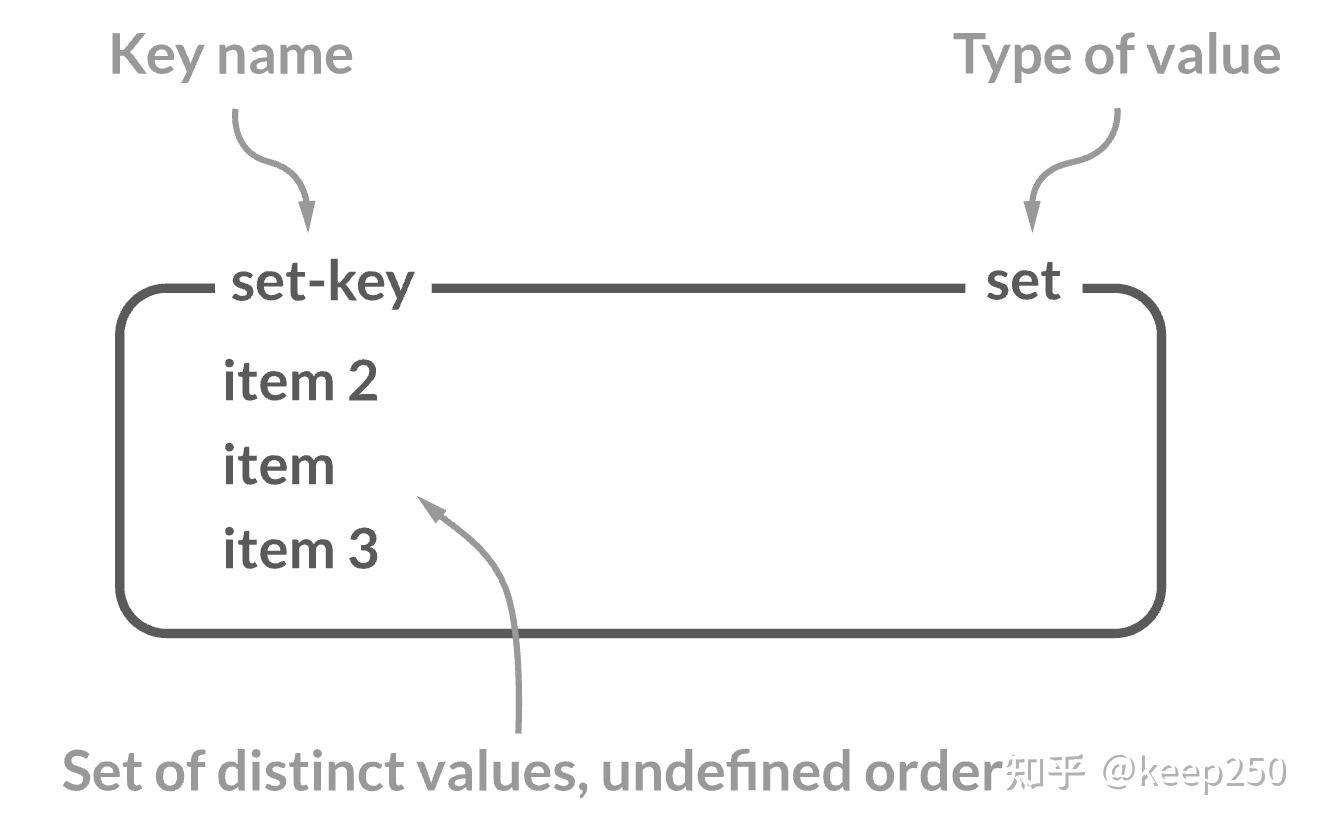 Key name
Type of value
set-key
set
item 2
item
item 3
Set of distinct values, undefined order
知乎 @keep250